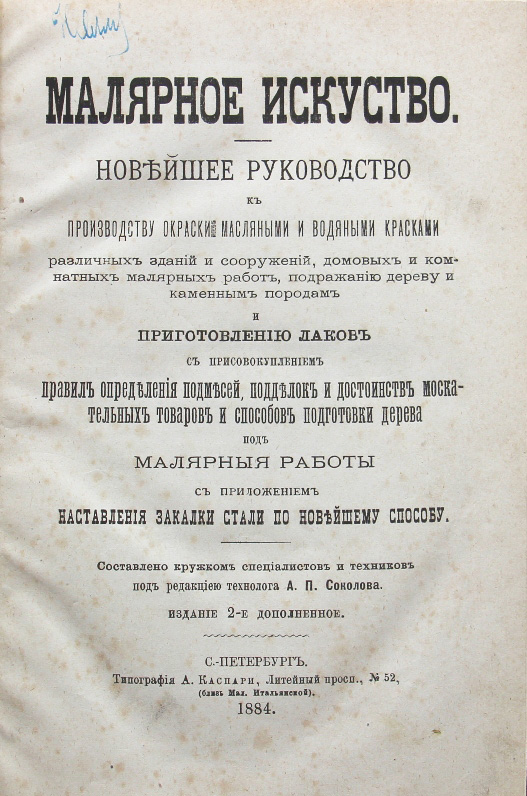 МАЛЯРНОЕ ИСКУСТВО.
НОВѢЙШЕЕ РУКОВОДСТВО
КЪ
ПРОИЗВОДСТВУ ОКРАСКИ МАСЛЯНЫМИ И ВОДЯНЫМИ КРАСКАМИ
различныхъ зданій и сооруженій, домовыхъ и ком-
натныхъ малярныхъ работъ, подражанію дереву и
каменнымъ породамъ
И
ПРИГОТОВЛЕНІЮ ЛАКОВЪ
СЪ ПРИСОВОКУПЛЕНІЕМЪ
правилъ опредѣленія подмѣсей, поддѣлокъ и достоинствъ моска-
тельныхъ товаровъ и способовъ подготовки дерева
ПОДЪ
МАЛЯРНЫЯ РАБОТЫ
СЪ ПРИЛОЖЕНІЕМЪ
НАСТАВЛЕНІЯ ЗАКАЛКИ СТАЛИ ПО НОВѢЙШЕМУ СПОСОБУ.
Составлено кружкомъ спеціалистовъ и техниковъ
подъ редакціею технолога А. П. Соколова.
ИЗДАНІЕ 2-Е ДОПОЛНЕННОЕ.
С.-ПЕТЕРБУРГЪ.
Типографія А. Каспари, Литейный просп., № 52,
(близь Мал. Итальянской).
1884.